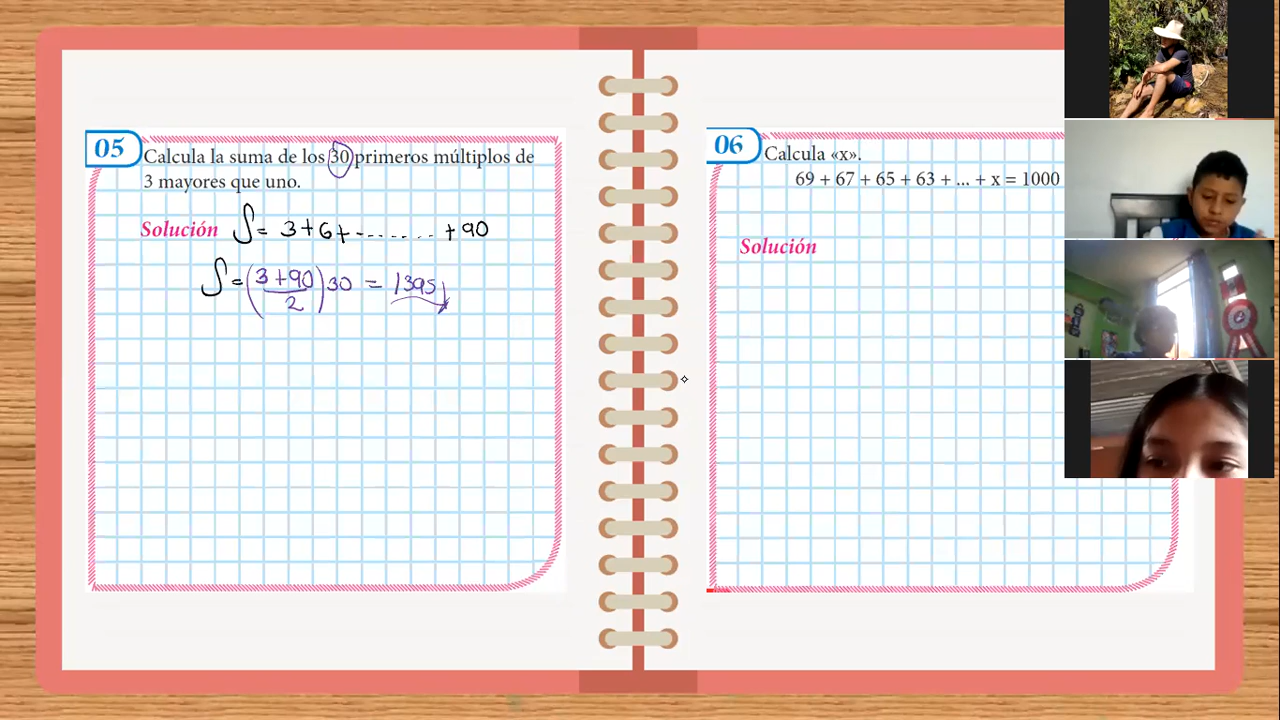 05
Calcula la suma de los 30 primeros múltiplos de
3 mayores que uno.
Solución S = 3+6+........+90
S = (3+90/2)30 = 1395
06
Calcula «x».
69 + 67 + 65 + 63 + ... + x = 1000
Solución